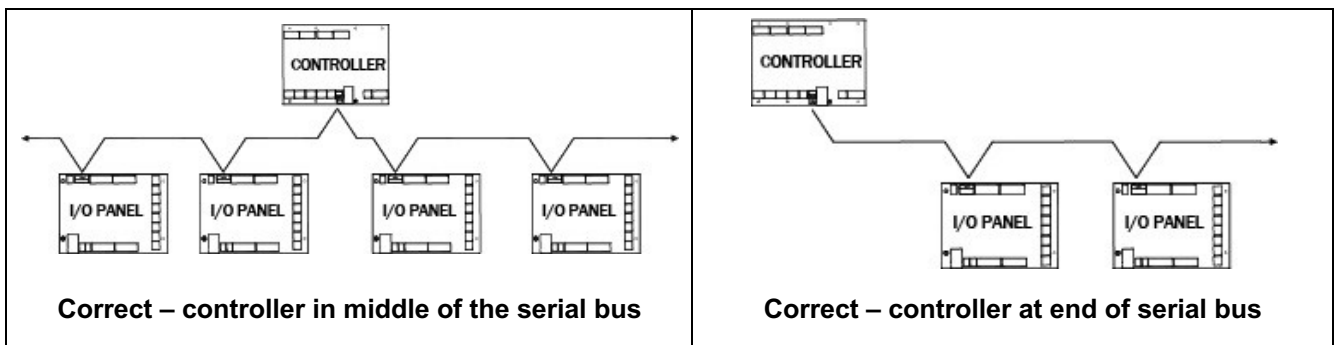 CONTROLLER
I/O PANEL
I/O PANEL
I/O PANEL
I/O PANEL
Correct – controller in middle of the serial bus
CONTROLLER
I/O PANEL
I/O PANEL
Correct – controller at end of serial bus